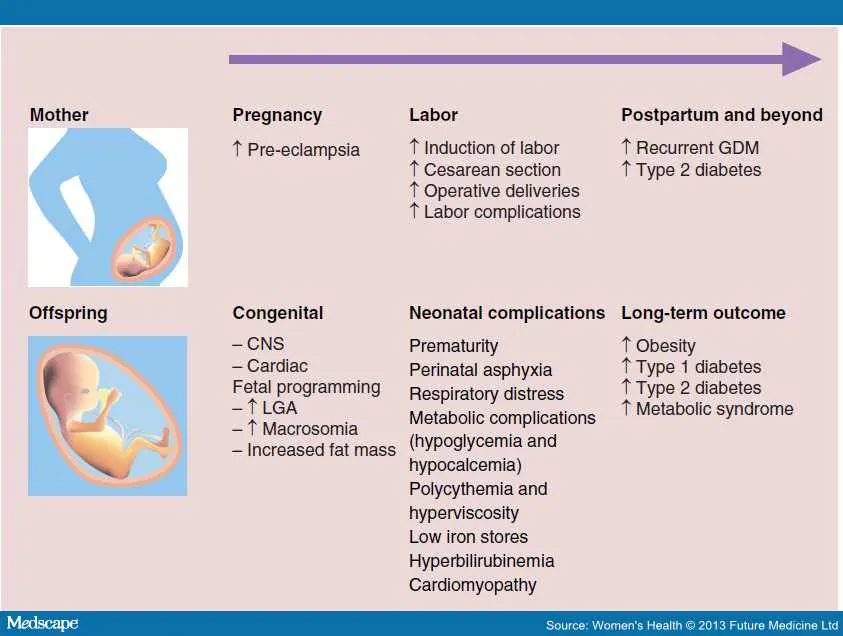 Mother
Pregnancy
↑ Pre-eclampsia
Labor
↑ Induction of labor
↑ Cesarean section
↑ Operative deliveries
↑ Labor complications
Postpartum and beyond
↑ Recurrent GDM
↑ Type 2 diabetes
Offspring
Congenital
– CNS
– Cardiac
Fetal programming
– ↑ LGA
– ↑ Macrosomia
– Increased fat mass
Neonatal complications
Prematurity
Perinatal asphyxia
Respiratory distress
Metabolic complications
(hypoglycemia and
hypocalcemia)
Polycythemia and
hyperviscosity
Low iron stores
Hyperbilirubinemia
Cardiomyopathy
Long-term outcome
↑ Obesity
↑ Type 1 diabetes
↑ Type 2 diabetes
↑ Metabolic syndrome
Medscape
Source: Women's Health © 2013 Future Medicine Ltd